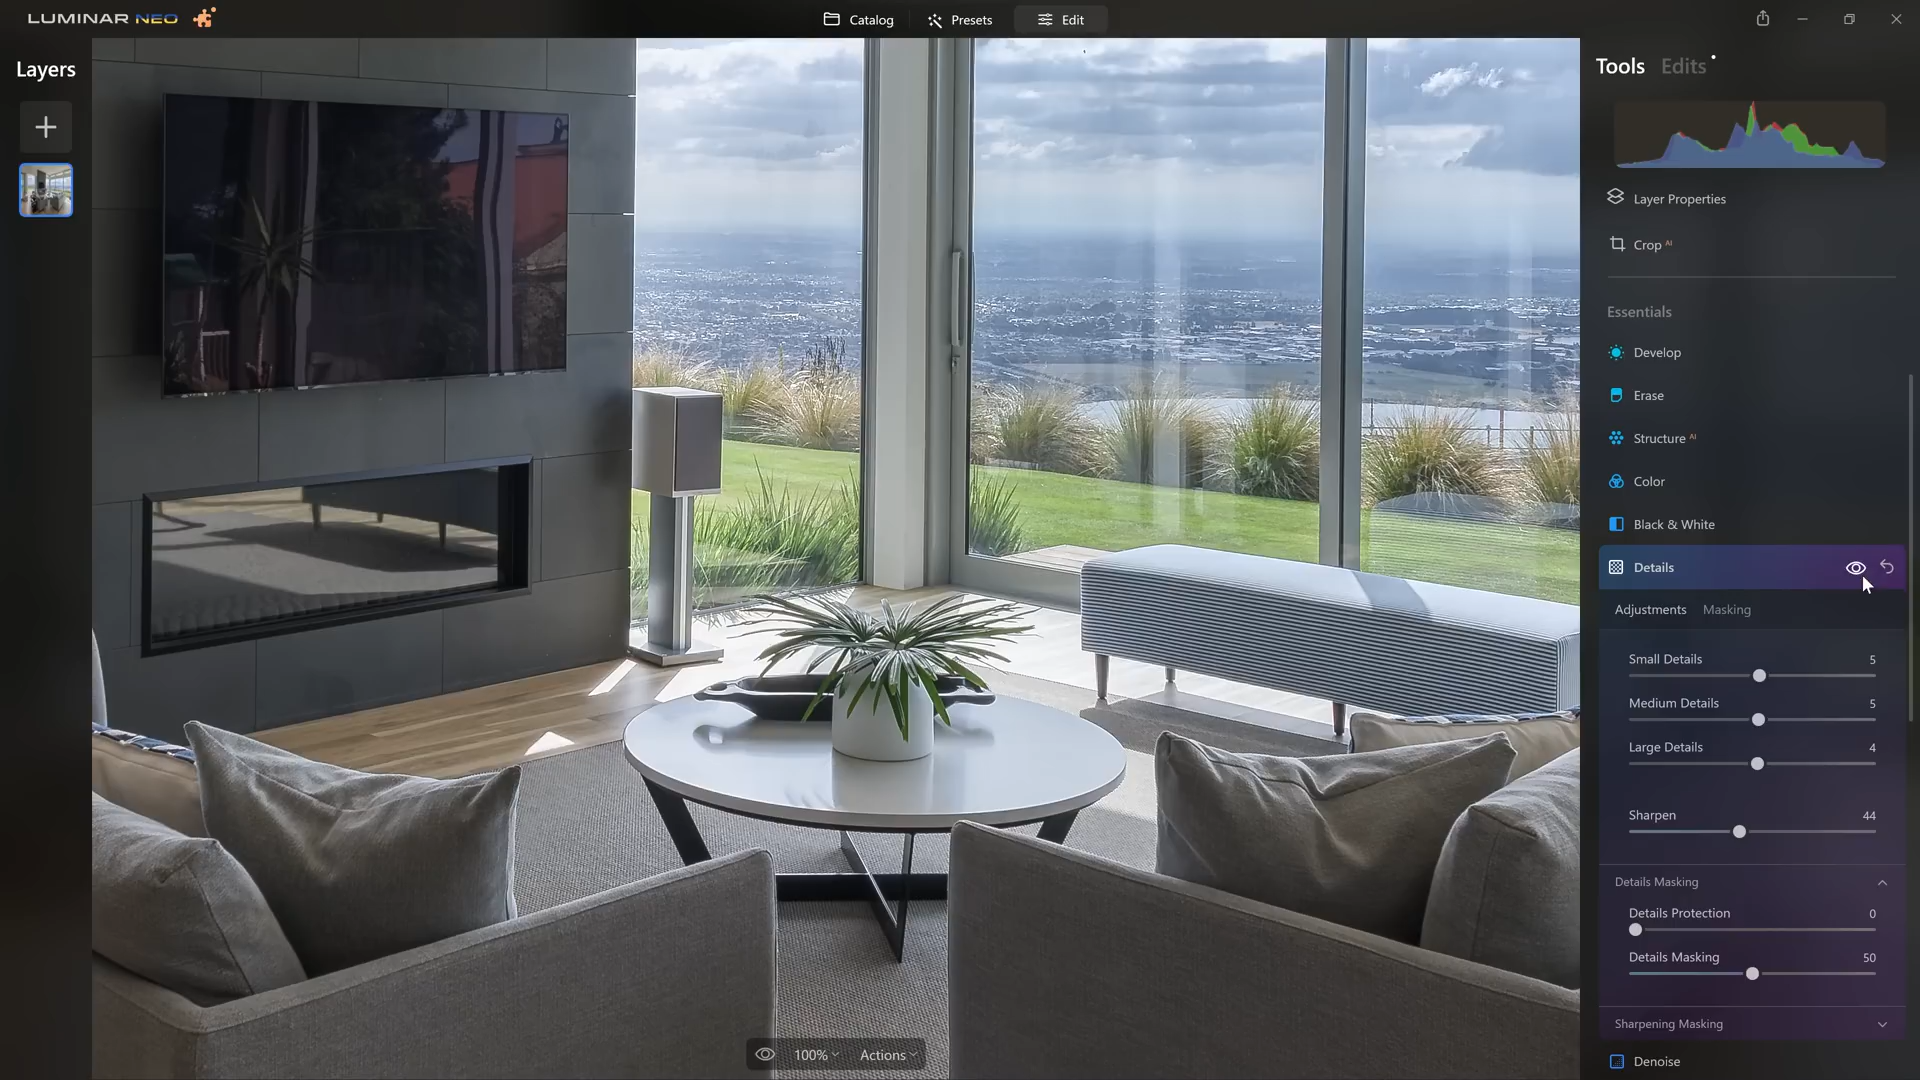 LUMINAR NEO
Catalog
Presets
Edit
Layers
Tools Edits
Layer Properties
Crop AI
Essentials
Develop
Erase
Structure AI
Color
Black & White
Details
Adjustments Masking
Small Details 5
Medium Details 5
Large Details 4
Sharpen 44
Details Masking
Details Protection 0
Details Masking 50
Sharpening Masking
Denoise
100% Actions